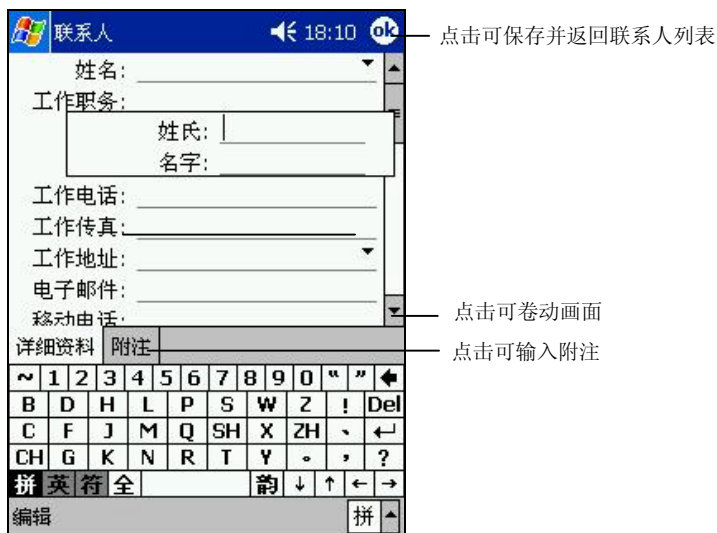 联系人 18:10 ok
点击可保存并返回联系人列表
姓名:
工作职务:
姓氏:
名字:
工作电话:
工作传真:
工作地址:
电子邮件:
移动电话:
点击可卷动画面
详细资料 附注
点击可输入附注
~ 1 2 3 4 5 6 7 8 9 0 “ ”
B D H L P S W Z ! Del
C F J M Q SH X ZH 、
CH G K N R T Y 。 , ?
拼 英 符 全 韵 ↓ ↑ ← →
编辑 拼